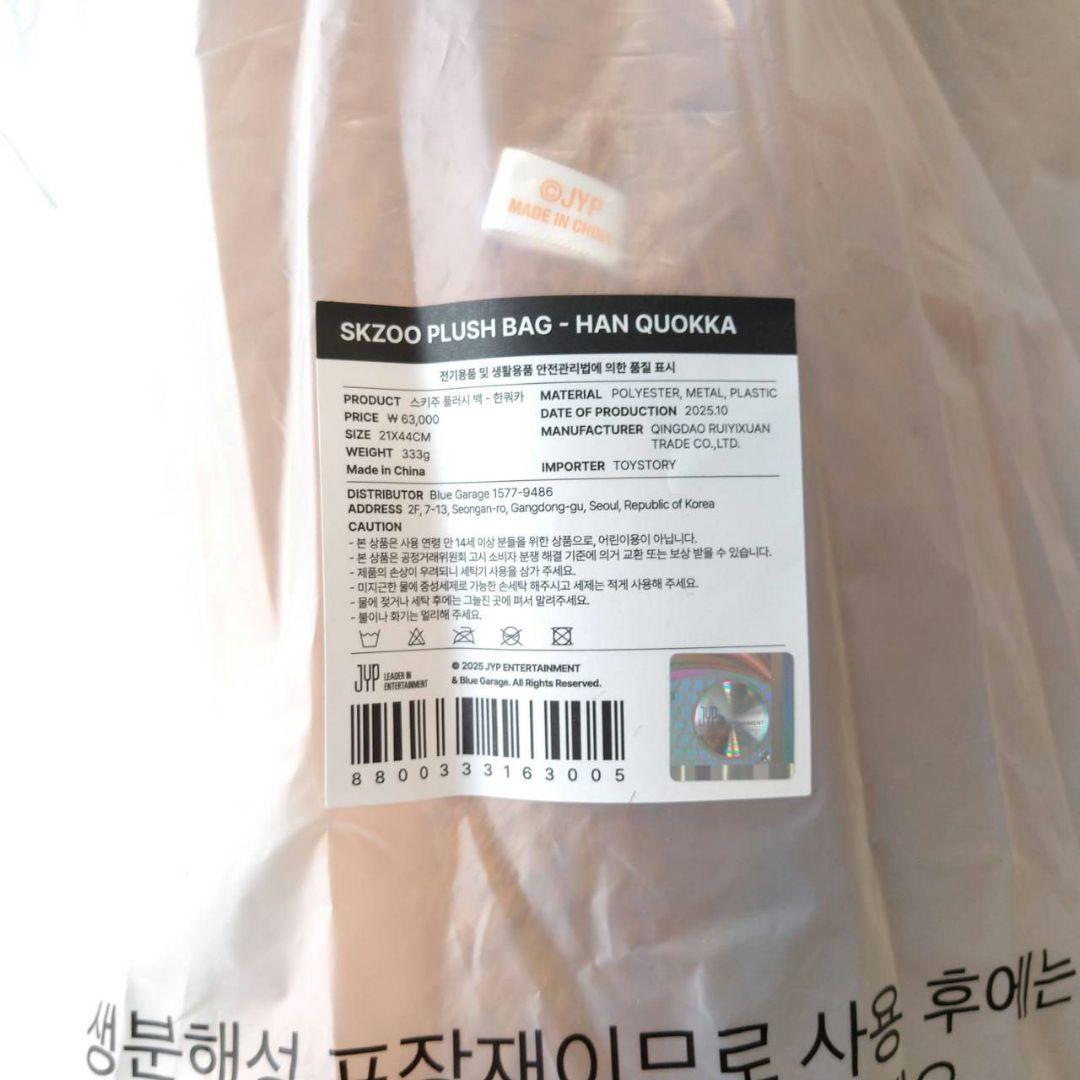 ©JYP
MADE IN CHINA
SKZOO PLUSH BAG - HAN QUOKKA
전기용품 및 생활용품 안전관리법에 의한 품질 표시
PRODUCT 스키주 플러시 백 - 한쿼카
PRICE ₩ 63,000
SIZE 21X44CM
WEIGHT 333g
Made in China
MATERIAL POLYESTER, METAL, PLASTIC
DATE OF PRODUCTION 2025.10
MANUFACTURER QINGDAO RUIYIXUAN
TRADE CO.,LTD.
IMPORTER TOYSTORY
DISTRIBUTOR Blue Garage 1577-9486
ADDRESS 2F, 7-13, Seongan-ro, Gangdong-gu, Seoul, Republic of Korea
CAUTION
- 본 상품은 사용 연령 만 14세 이상 분들을 위한 상품으로, 어린이용이 아닙니다.
- 본 상품은 공정거래위원회 고시 소비자 분쟁 해결 기준에 의거 교환 또는 보상 받을 수 있습니다.
- 제품의 손상이 우려되니 세탁기 사용을 삼가 주세요.
- 미지근한 물에 중성세제로 가능한 손세탁 해주시고 세제는 적게 사용해 주세요.
- 물에 젖거나 세탁 후에는 그늘진 곳에 펴서 말려주세요.
- 불이나 화기는 멀리해 주세요.
JYP LEADER IN
ENTERTAINMENT
© 2025 JYP ENTERTAINMENT
& Blue Garage. All Rights Reserved.
JYP ENTERTAINMENT
8800333163005
생분해성 포장재이므로 사용 후에는